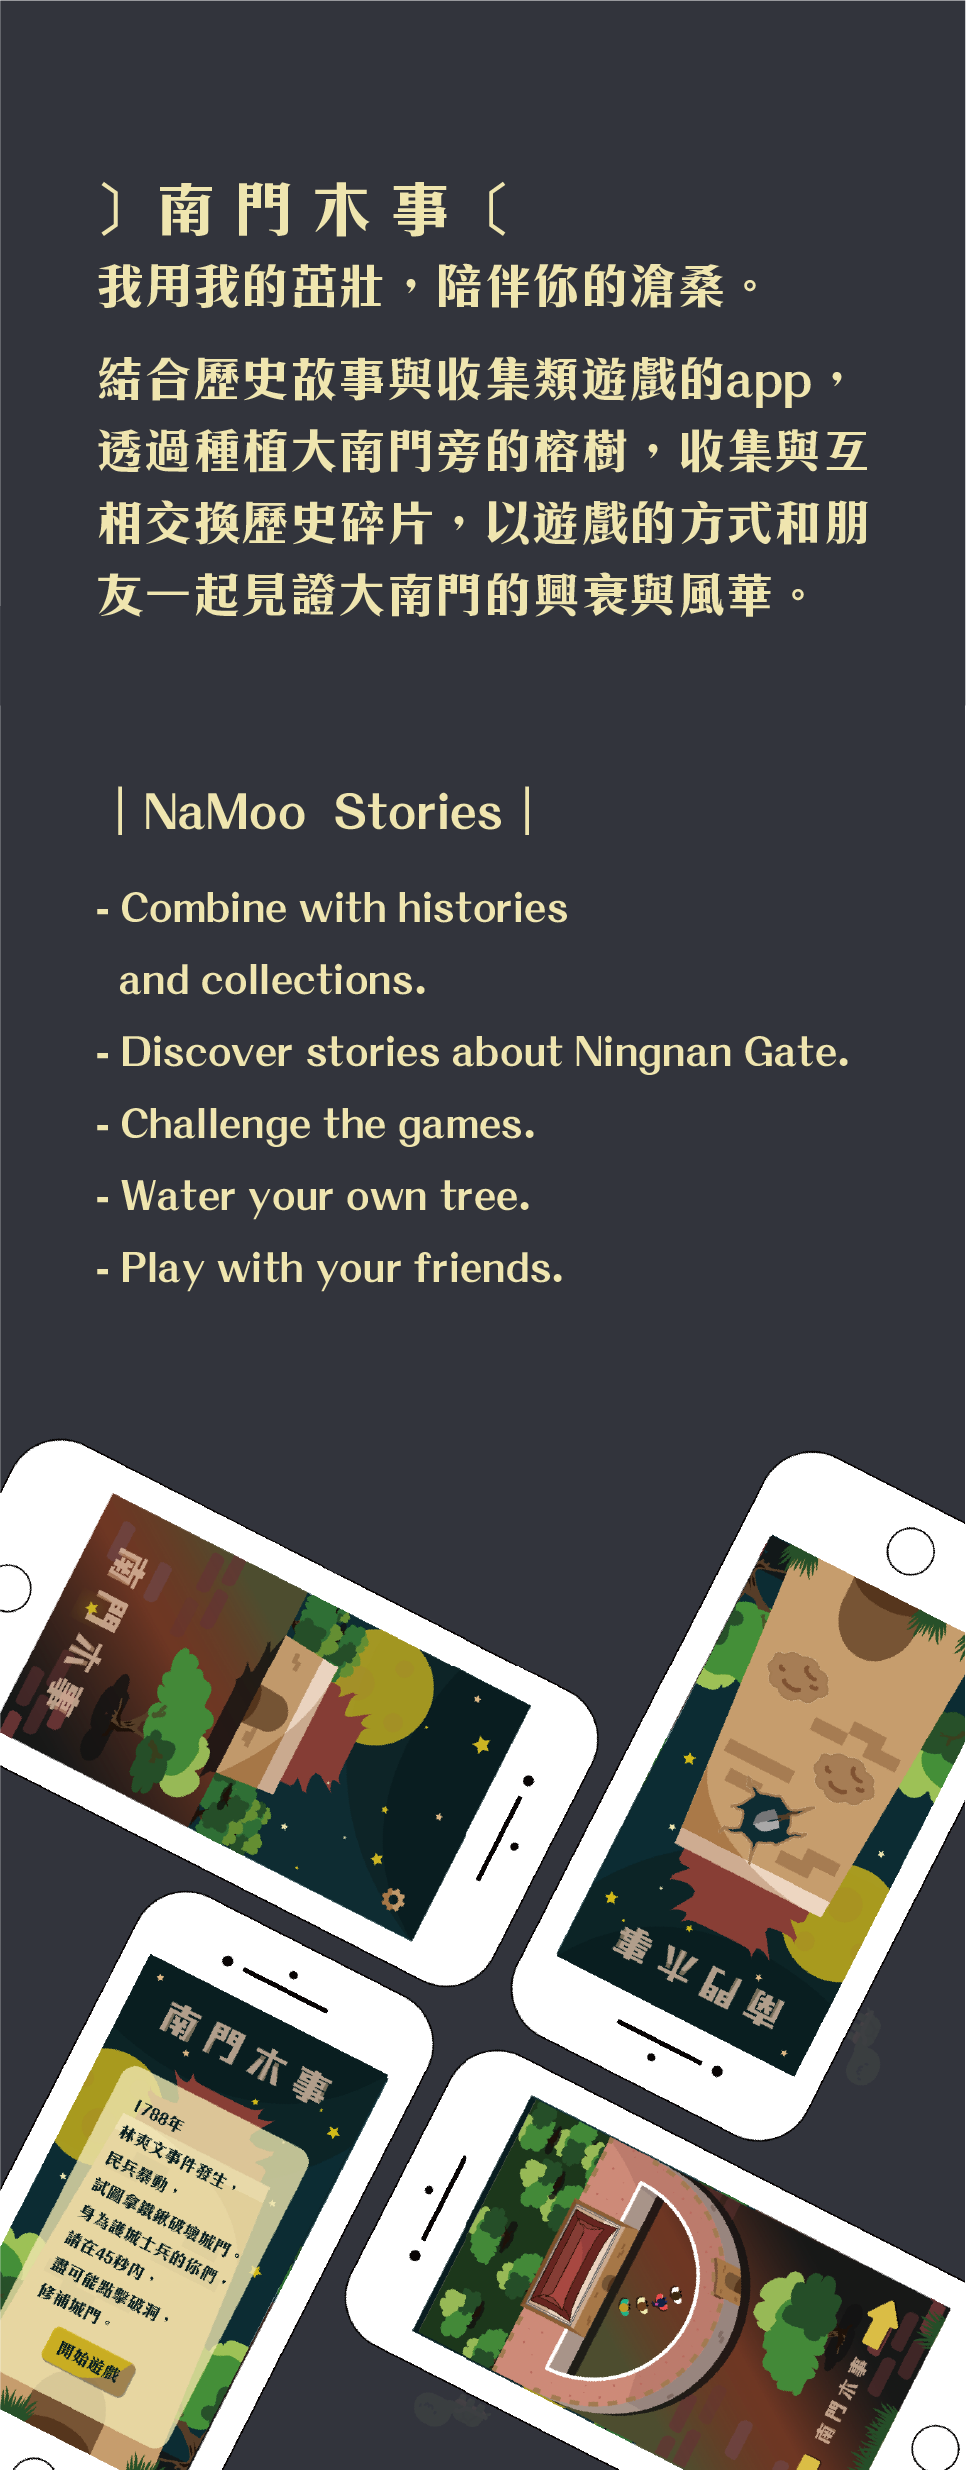 〕南門木事〔
我用我的茁壯，陪伴你的滄桑。
結合歷史故事與收集類遊戲的app，
透過種植大南門旁的榕樹，收集與互
相交換歷史碎片，以遊戲的方式和朋
友一起見證大南門的興衰與風華。
｜NaMoo Stories｜
- Combine with histories
and collections.
- Discover stories about Ningnan Gate.
- Challenge the games.
- Water your own tree.
- Play with your friends.
南門木事
南門木事
南門木事
1788年
林爽文事件發生，
民兵暴動，
試圖拿鐵鍬破壞城門。
身為護城士兵的你們，
請在45秒內，
盡可能點擊破洞，
修補城門。
開始遊戲
南門木事